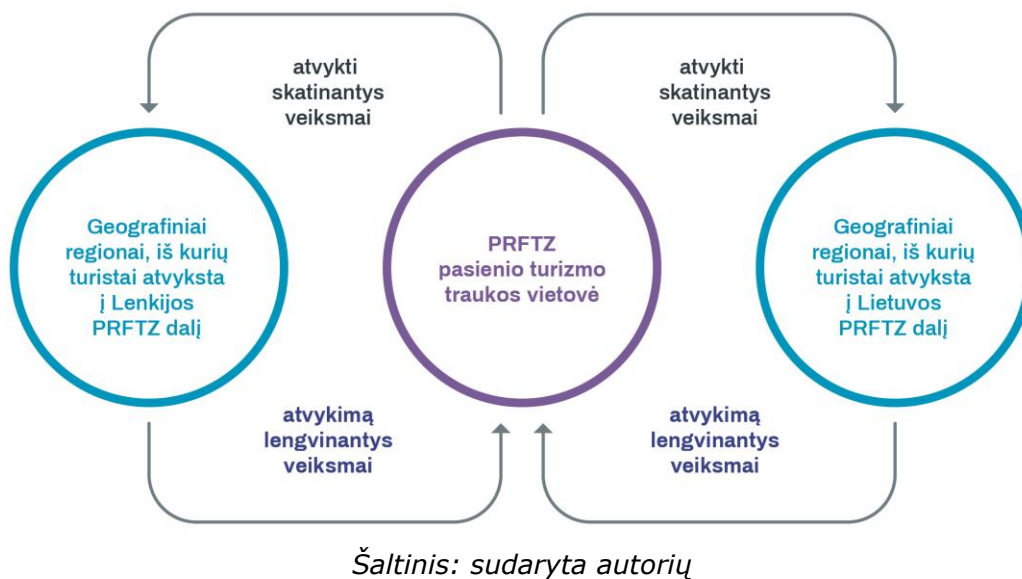 atvykti
skatinantys
veiksmai
atvykti
skatinantys
veiksmai
Geografiniai
regionai, iš kurių
turistai atvyksta
į Lenkijos
PRFTZ dalį
PRFTZ
pasienio turizmo
traukos vietovė
Geografiniai
regionai, iš kurių
turistai atvyksta
į Lietuvos
PRFTZ dalį
atvykimą
lengvinantys
veiksmai
atvykimą
lengvinantys
veiksmai
Šaltinis: sudaryta autorių